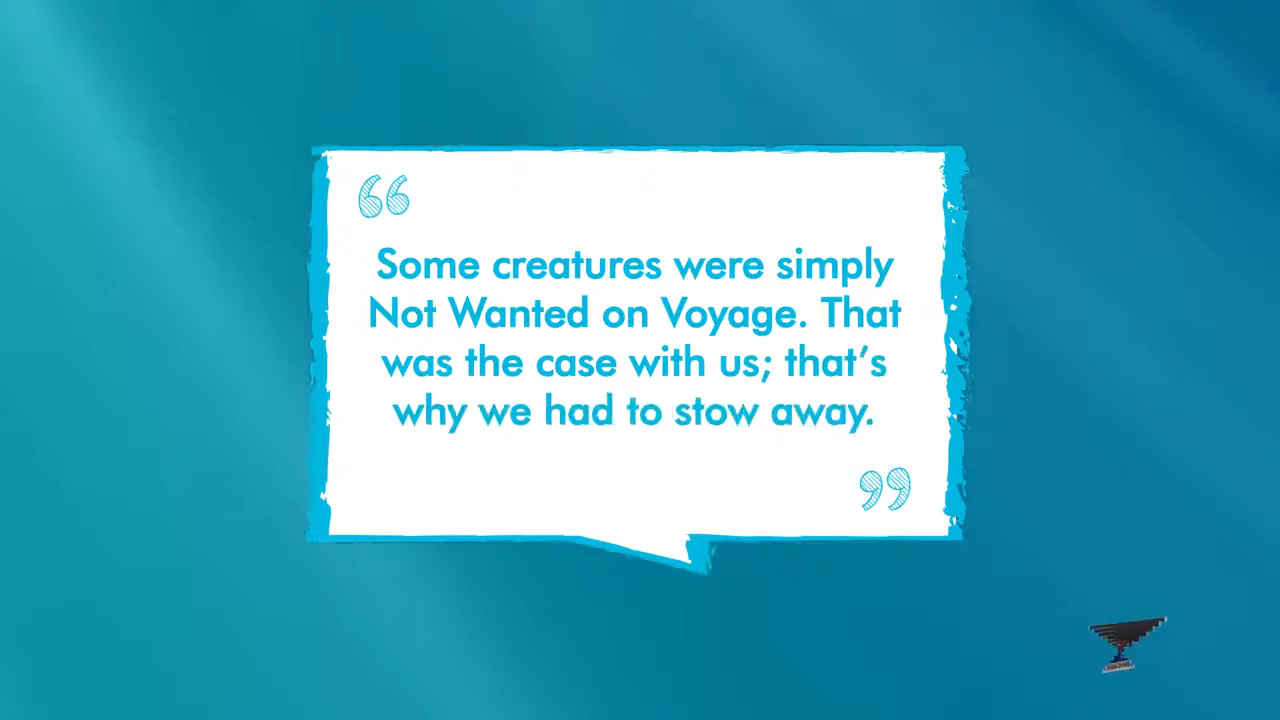 “
Some creatures were simply
Not Wanted on Voyage. That
was the case with us; that’s
why we had to stow away.
”